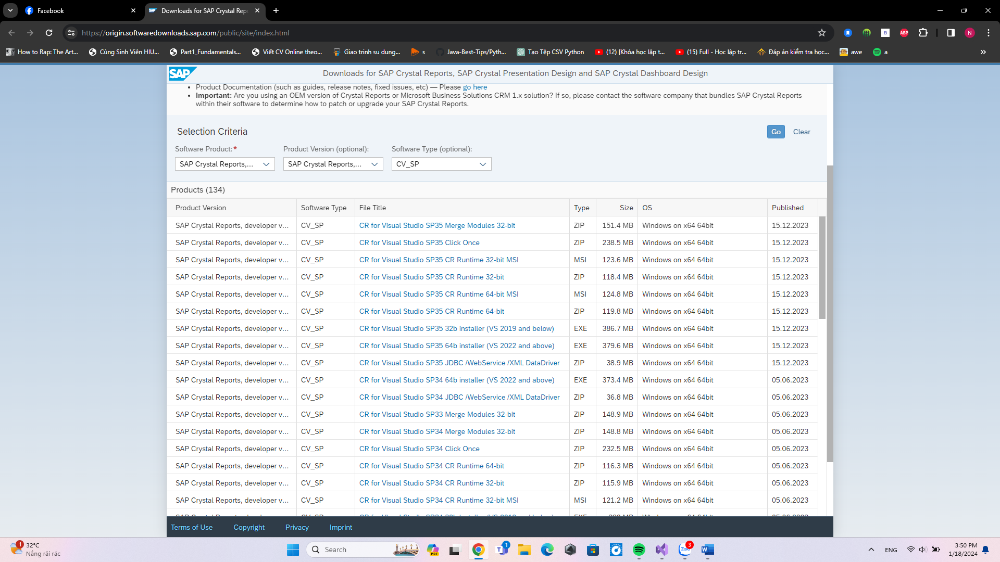 Facebook
Downloads for SAP Crystal Rep
https://origin.softwaredownloads.sap.com/public/site/index.html
ABP
N
How to Rap: The Art...
Cùng Sinh Viên HIU...
Part1_Fundamentals...
Viết CV Online theo...
Giao trinh su dung...
s
Java-Best-Tips/Pyth...
Tạo Tệp CSV Python
(12) [Khóa học lập t...
(15) Full - Học lập tr...
Đáp án kiểm tra học...
awe
a
SAP
Downloads for SAP Crystal Reports, SAP Crystal Presentation Design and SAP Crystal Dashboard Design
• Product Documentation (such as guides, release notes, fixed issues, etc) — Please go here
• Important: Are you using an OEM version of Crystal Reports or Microsoft Business Solutions CRM 1.x solution? If so, please contact the software company that bundles SAP Crystal Reports
within their software to determine how to patch or upgrade your SAP Crystal Reports.
Selection Criteria
Go
Clear
Software Product:*
Product Version (optional):
Software Type (optional):
SAP Crystal Reports,...
SAP Crystal Reports,...
CV_SP
Products (134)
Product Version Software Type File Title Type Size OS Published
SAP Crystal Reports, developer v... CV_SP CR for Visual Studio SP35 Merge Modules 32-bit ZIP 151.4 MB Windows on x64 64bit 15.12.2023
SAP Crystal Reports, developer v... CV_SP CR for Visual Studio SP35 Click Once ZIP 238.5 MB Windows on x64 64bit 15.12.2023
SAP Crystal Reports, developer v... CV_SP CR for Visual Studio SP35 CR Runtime 32-bit MSI MSI 123.6 MB Windows on x64 64bit 15.12.2023
SAP Crystal Reports, developer v... CV_SP CR for Visual Studio SP35 CR Runtime 32-bit ZIP 118.4 MB Windows on x64 64bit 15.12.2023
SAP Crystal Reports, developer v... CV_SP CR for Visual Studio SP35 CR Runtime 64-bit MSI MSI 124.8 MB Windows on x64 64bit 15.12.2023
SAP Crystal Reports, developer v... CV_SP CR for Visual Studio SP35 CR Runtime 64-bit ZIP 119.8 MB Windows on x64 64bit 15.12.2023
SAP Crystal Reports, developer v... CV_SP CR for Visual Studio SP35 32b installer (VS 2019 and below) EXE 386.7 MB Windows on x64 64bit 15.12.2023
SAP Crystal Reports, developer v... CV_SP CR for Visual Studio SP35 64b installer (VS 2022 and above) EXE 379.6 MB Windows on x64 64bit 15.12.2023
SAP Crystal Reports, developer v... CV_SP CR for Visual Studio SP35 JDBC /WebService /XML DataDriver ZIP 38.9 MB Windows on x64 64bit 15.12.2023
SAP Crystal Reports, developer v... CV_SP CR for Visual Studio SP34 64b installer (VS 2022 and above) EXE 373.4 MB Windows on x64 64bit 05.06.2023
SAP Crystal Reports, developer v... CV_SP CR for Visual Studio SP34 JDBC /WebService /XML DataDriver ZIP 36.8 MB Windows on x64 64bit 05.06.2023
SAP Crystal Reports, developer v... CV_SP CR for Visual Studio SP33 Merge Modules 32-bit ZIP 148.9 MB Windows on x64 64bit 05.06.2023
SAP Crystal Reports, developer v... CV_SP CR for Visual Studio SP34 Merge Modules 32-bit ZIP 148.8 MB Windows on x64 64bit 05.06.2023
SAP Crystal Reports, developer v... CV_SP CR for Visual Studio SP34 Click Once ZIP 232.5 MB Windows on x64 64bit 05.06.2023
SAP Crystal Reports, developer v... CV_SP CR for Visual Studio SP34 CR Runtime 64-bit ZIP 116.3 MB Windows on x64 64bit 05.06.2023
SAP Crystal Reports, developer v... CV_SP CR for Visual Studio SP34 CR Runtime 32-bit ZIP 115.9 MB Windows on x64 64bit 05.06.2023
SAP Crystal Reports, developer v... CV_SP CR for Visual Studio SP34 CR Runtime 32-bit MSI MSI 121.2 MB Windows on x64 64bit 05.06.2023
Terms of Use
Copyright
Privacy
Imprint
1
32°C
Nắng rải rác
Search
PRE
1
Zalo
3
ENG
3:50 PM
1/18/2024